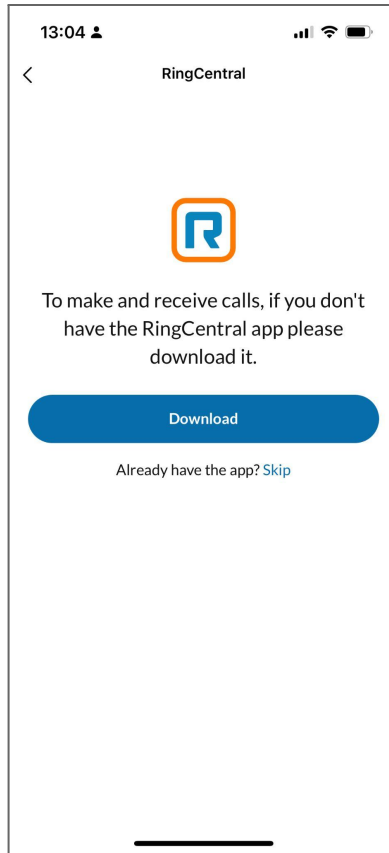 13:04
RingCentral
R
To make and receive calls, if you don't
have the RingCentral app please
download it.
Download
Already have the app? Skip